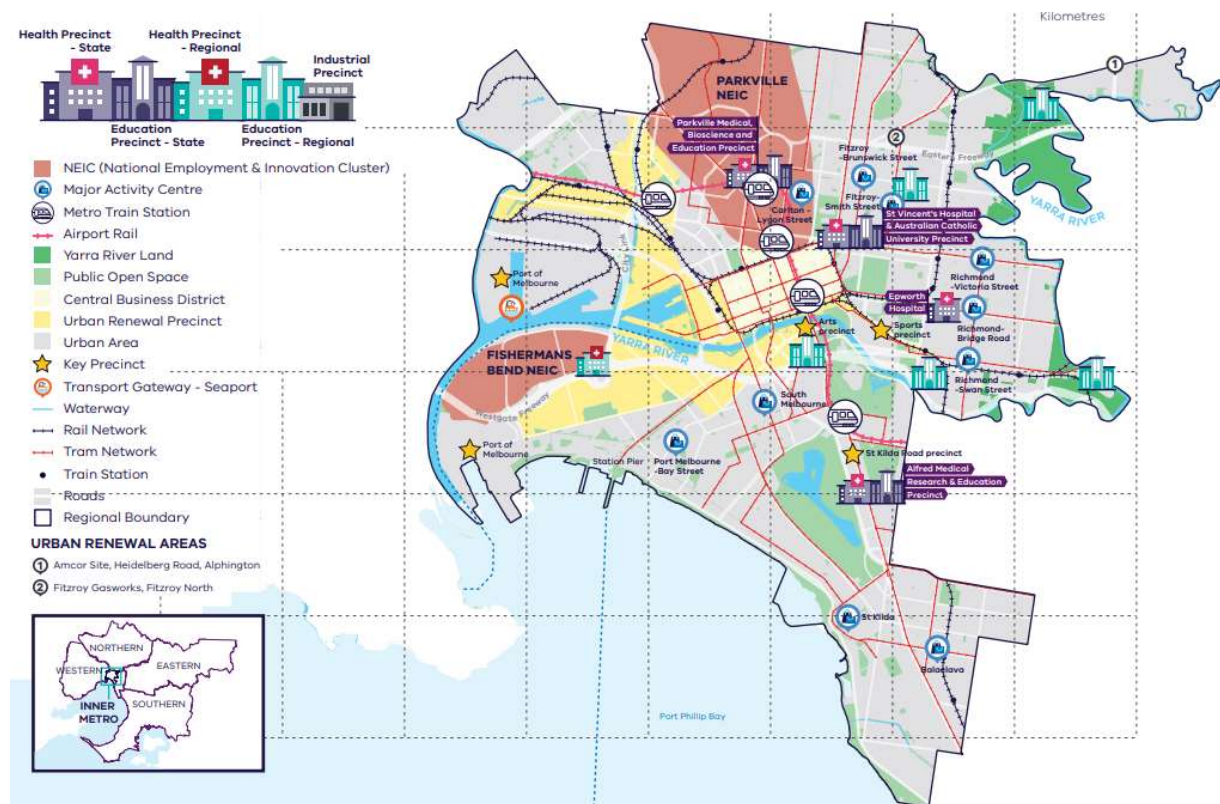 Kilometres
Health Precinct
- State
Health Precinct
- Regional
Industrial
Precinct
Education
Precinct - State
Education
Precinct - Regional
NEIC (National Employment & Innovation Cluster)
Major Activity Centre
Metro Train Station
Airport Rail
Yarra River Land
Public Open Space
Central Business District
Urban Renewal Precinct
Urban Area
Key Precinct
Transport Gateway - Seaport
Waterway
Rail Network
Tram Network
Train Station
Roads
Regional Boundary
URBAN RENEWAL AREAS
1 Amcor Site, Heidelberg Road, Alphington
2 Fitzroy Gasworks, Fitzroy North
NORTHERN
WESTERN
EASTERN
INNER
METRO
SOUTHERN
1
PARKVILLE
NEIC
Parkville Medical,
Bioscience and
Education Precinct
2
Fitzroy
-Brunswick Street
Eastern Freeway
Carlton -
Lygon Street
Fitzroy-
Smith Street
YARRA RIVER
St Vincent's Hospital
& Australian Catholic
University Precinct
Richmond
-Victoria Street
City Link
Port of
Melbourne
Epworth
Hospital
Richmond-
Bridge Road
Arts
precinct
Sports
precinct
YARRA RIVER
FISHERMANS
BEND NEIC
Richmond
-Swan Street
Westgate Freeway
South
Melbourne
Port of
Melbourne
Station Pier
Port Melbourne
-Bay Street
St Kilda Road precinct
Alfred Medical
Research & Education
Precinct
St Kilda
Balaclava
Port Phillip Bay